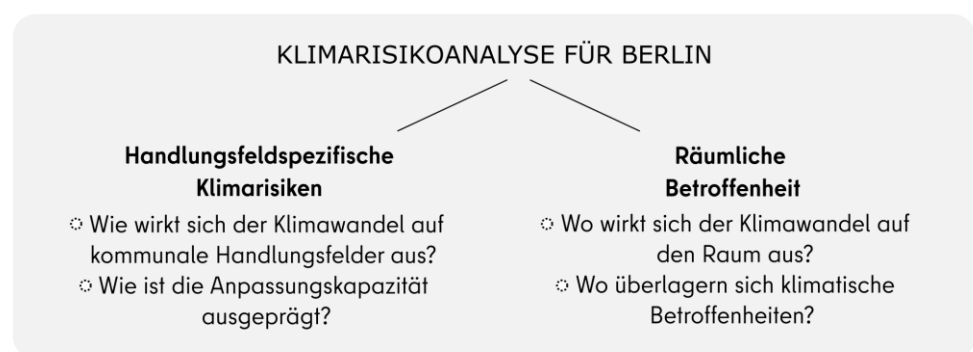 KLIMARISIKOANALYSE FÜR BERLIN
Handlungsfeldspezifische
Klimarisiken
◌ Wie wirkt sich der Klimawandel auf
kommunale Handlungsfelder aus?
◌ Wie ist die Anpassungskapazität
ausgeprägt?
Räumliche
Betroffenheit
◌ Wo wirkt sich der Klimawandel auf
den Raum aus?
◌ Wo überlagern sich klimatische
Betroffenheiten?